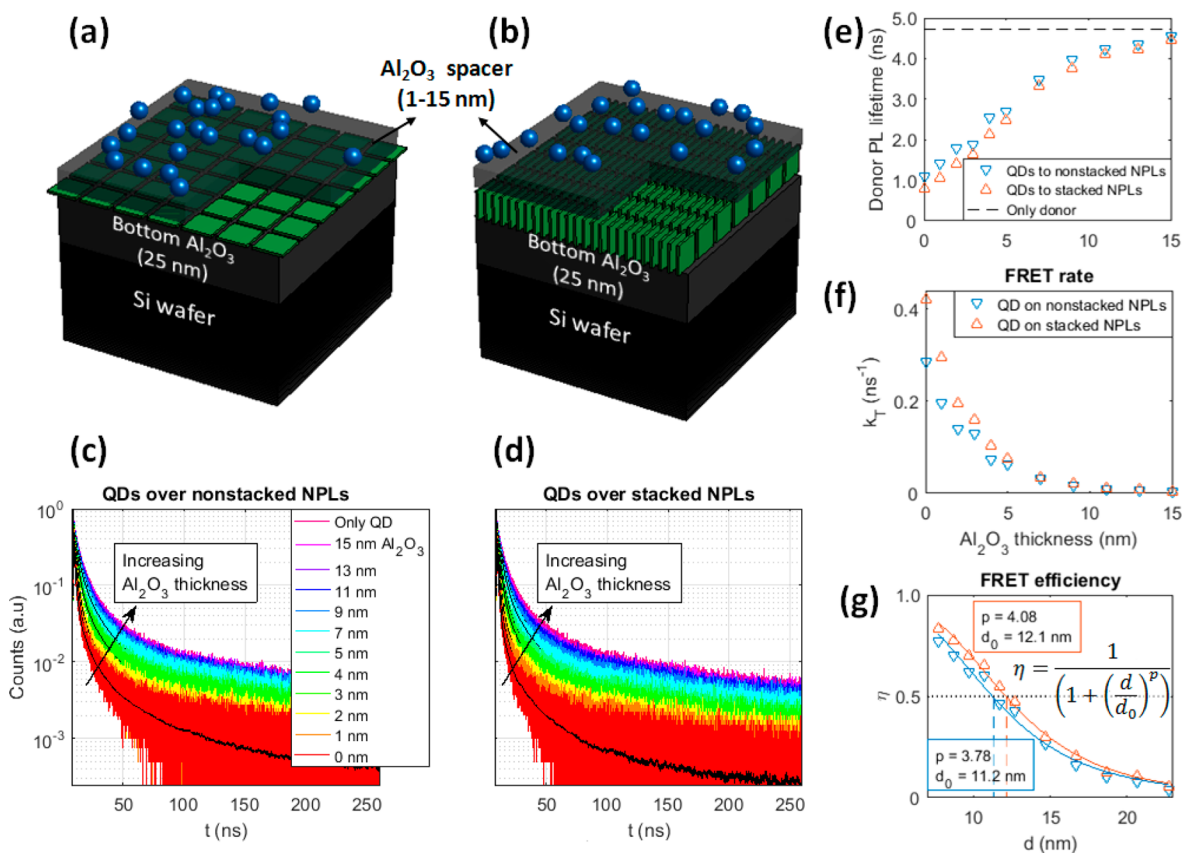 (a)
(b)
Al₂O₃ spacer
(1-15 nm)
Bottom Al₂O₃
(25 nm)
Si wafer
Bottom Al₂O₃
(25 nm)
Si wafer
(c)
QDs over nonstacked NPLs
Counts (a.u)
10⁰
10⁻¹
10⁻²
10⁻³
Increasing
Al₂O₃ thickness
Only QD
15 nm Al₂O₃
13 nm
11 nm
9 nm
7 nm
5 nm
4 nm
3 nm
2 nm
1 nm
0 nm
50
100
150
200
250
t (ns)
(d)
QDs over stacked NPLs
Increasing
Al₂O₃ thickness
50
100
150
200
250
t (ns)
(e)
Donor PL lifetime (ns)
5.0
4.0
3.0
2.0
1.0
0
QDs to nonstacked NPLs
QDs to stacked NPLs
Only donor
0
5
10
15
FRET rate
(f)
k_T (ns⁻¹)
0.4
0.2
0
QD on nonstacked NPLs
QD on stacked NPLs
0
5
10
15
Al₂O₃ thickness (nm)
FRET efficiency
(g)
η
1.0
0.5
0
p = 4.08
d₀ = 12.1 nm
η = 1 / (1 + (d/d₀)^p)
p = 3.78
d₀ = 11.2 nm
10
15
20
d (nm)